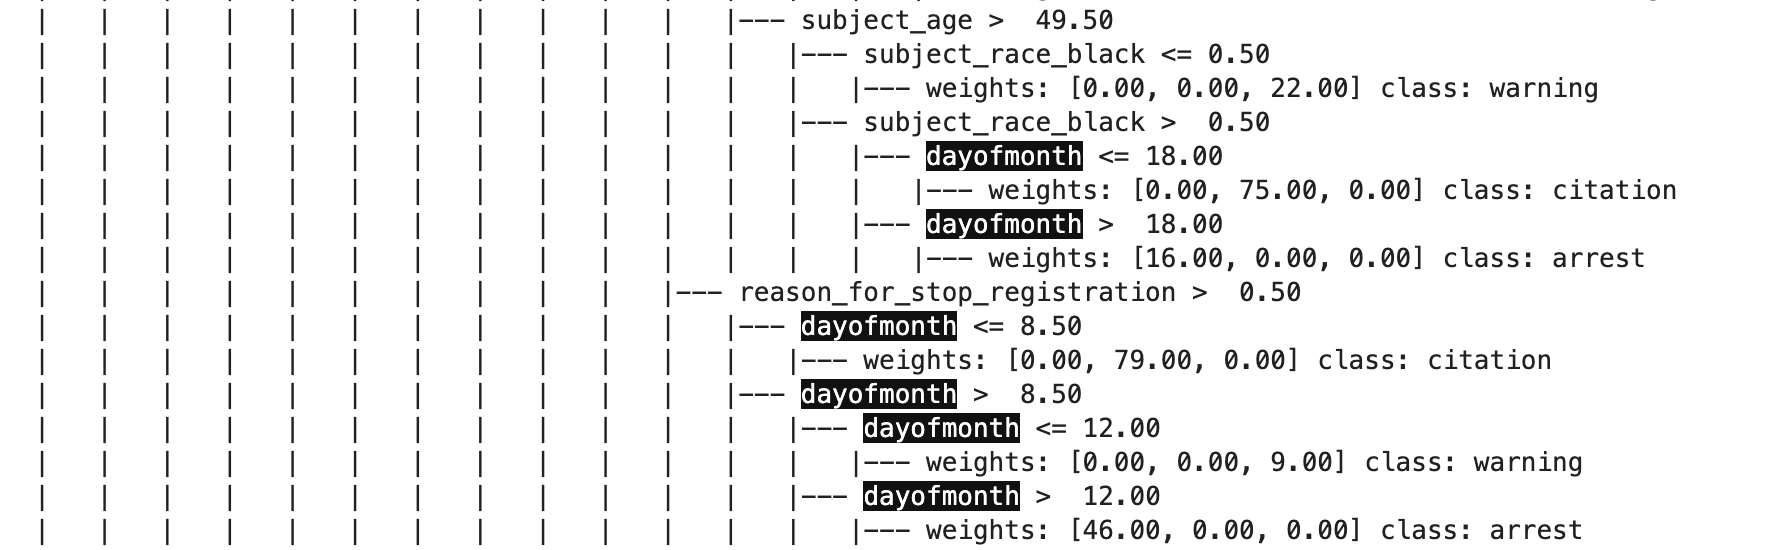 |   |   |   |   |   |   |   |   |   |   |   |--- subject_age >  49.50
|   |   |   |   |   |   |   |   |   |   |   |   |--- subject_race_black <= 0.50
|   |   |   |   |   |   |   |   |   |   |   |   |   |--- weights: [0.00, 0.00, 22.00] class: warning
|   |   |   |   |   |   |   |   |   |   |   |   |--- subject_race_black >  0.50
|   |   |   |   |   |   |   |   |   |   |   |   |   |--- dayofmonth <= 18.00
|   |   |   |   |   |   |   |   |   |   |   |   |   |   |--- weights: [0.00, 75.00, 0.00] class: citation
|   |   |   |   |   |   |   |   |   |   |   |   |   |--- dayofmonth >  18.00
|   |   |   |   |   |   |   |   |   |   |   |   |   |   |--- weights: [16.00, 0.00, 0.00] class: arrest
|   |   |   |   |   |   |   |   |   |   |--- reason_for_stop_registration >  0.50
|   |   |   |   |   |   |   |   |   |   |   |--- dayofmonth <= 8.50
|   |   |   |   |   |   |   |   |   |   |   |   |--- weights: [0.00, 79.00, 0.00] class: citation
|   |   |   |   |   |   |   |   |   |   |   |--- dayofmonth >  8.50
|   |   |   |   |   |   |   |   |   |   |   |   |--- dayofmonth <= 12.00
|   |   |   |   |   |   |   |   |   |   |   |   |   |--- weights: [0.00, 0.00, 9.00] class: warning
|   |   |   |   |   |   |   |   |   |   |   |   |--- dayofmonth >  12.00
|   |   |   |   |   |   |   |   |   |   |   |   |   |--- weights: [46.00, 0.00, 0.00] class: arrest